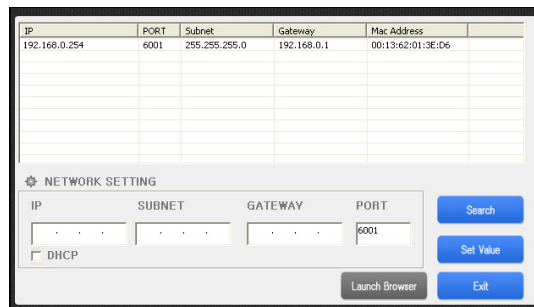 IP PORT Subnet Gateway Mac Address
192.168.0.254 6001 255.255.255.0 192.168.0.1 00:13:62:01:3E:D6
NETWORK SETTING
IP SUBNET GATEWAY PORT
. . . . . . . . . 6001
DHCP
Search
Set Value
Launch Browser Exit